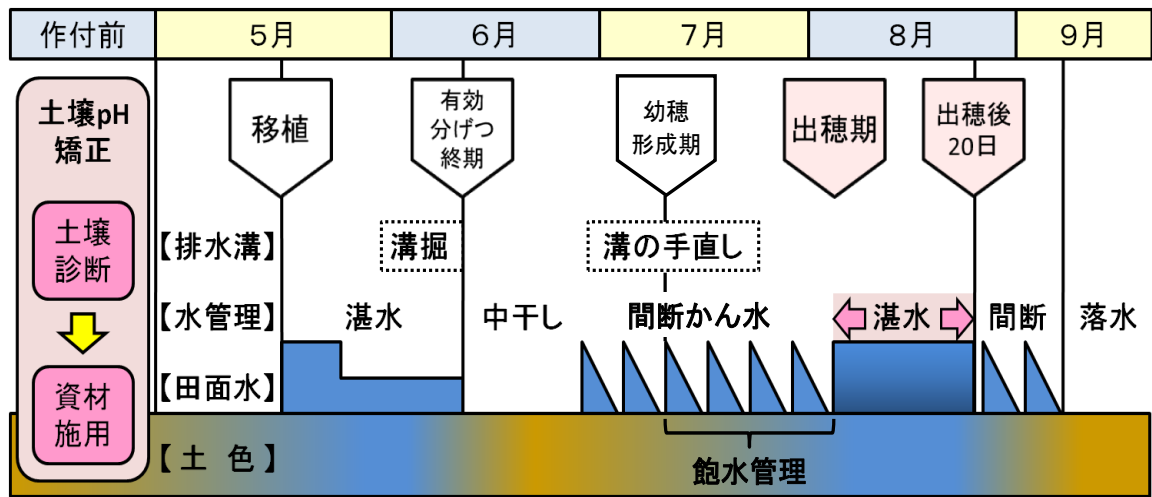 作付前
5月
6月
7月
8月
9月
土壌pH
矯正
土壌
診断
資材
施用
移植
有効
分げつ
終期
幼穂
形成期
出穂期
出穂後
20日
【排水溝】
溝掘
溝の手直し
【水管理】
湛水
中干し
間断かん水
湛水
間断
落水
【田面水】
【土 色】
飽水管理